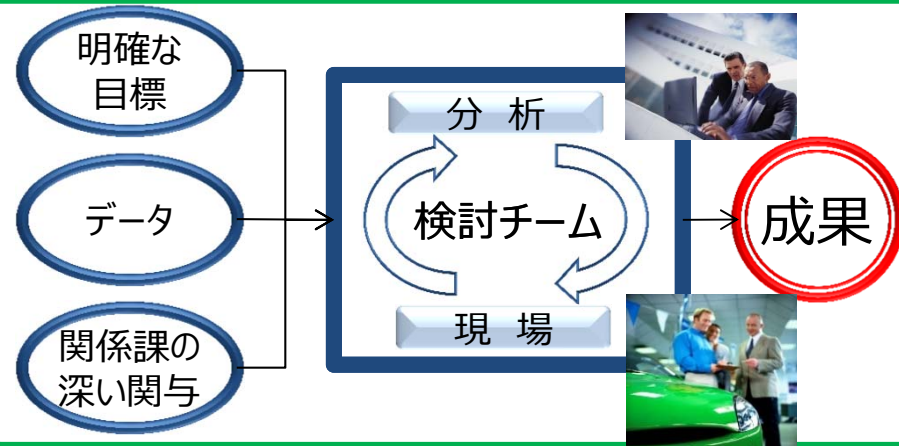 明確な
目標
データ
関係課の
深い関与
分 析
検討チーム
現 場
成果